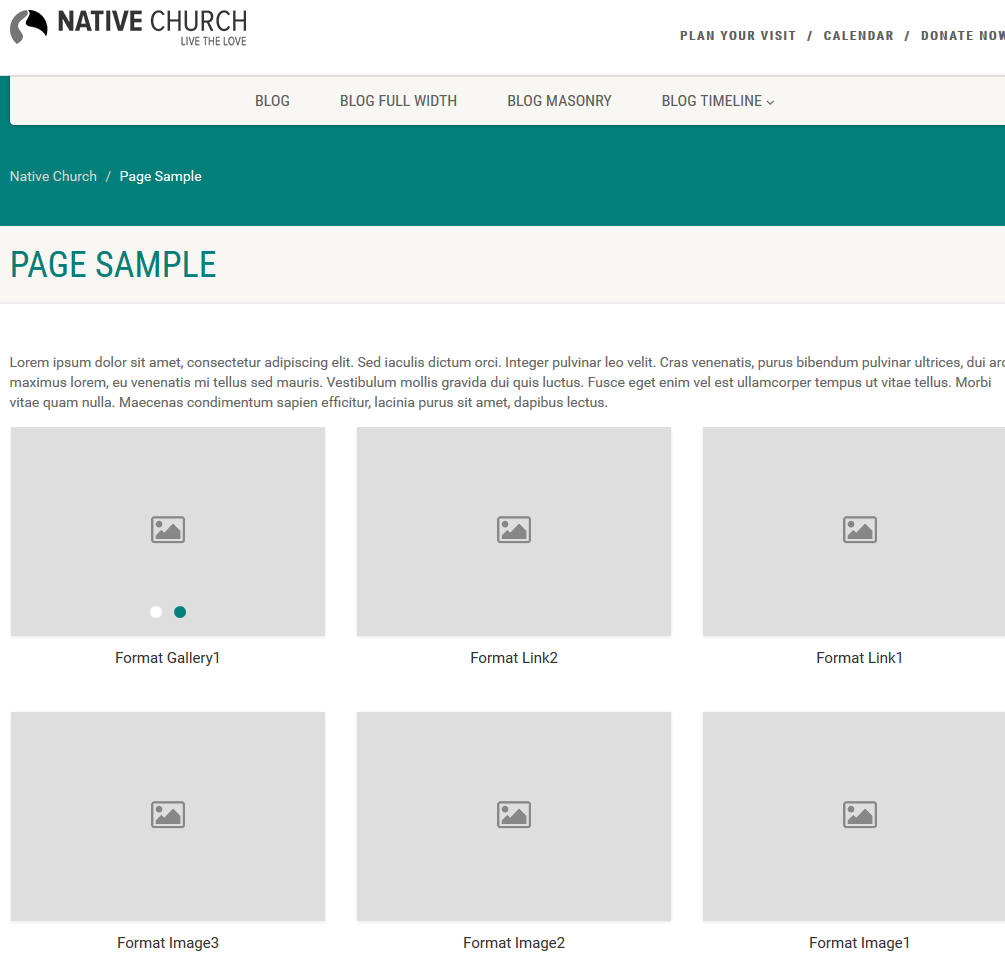 NATIVE CHURCH
LIVE THE LOVE
PLAN YOUR VISIT / CALENDAR / DONATE NOW
BLOG BLOG FULL WIDTH BLOG MASONRY BLOG TIMELINE
Native Church / Page Sample
PAGE SAMPLE
Lorem ipsum dolor sit amet, consectetur adipiscing elit. Sed iaculis dictum orci. Integer pulvinar leo velit. Cras venenatis, purus bibendum pulvinar ultrices, dui
maximus lorem, eu venenatis mi tellus sed mauris. Vestibulum mollis gravida dui quis luctus. Fusce eget enim vel est ullamcorper tempus ut vitae tellus. Morbi
vitae quam nulla. Maecenas condimentum sapien efficitur, lacinia purus sit amet, dapibus lectus.
Format Gallery1 Format Link2 Format Link1
Format Image3 Format Image2 Format Image1